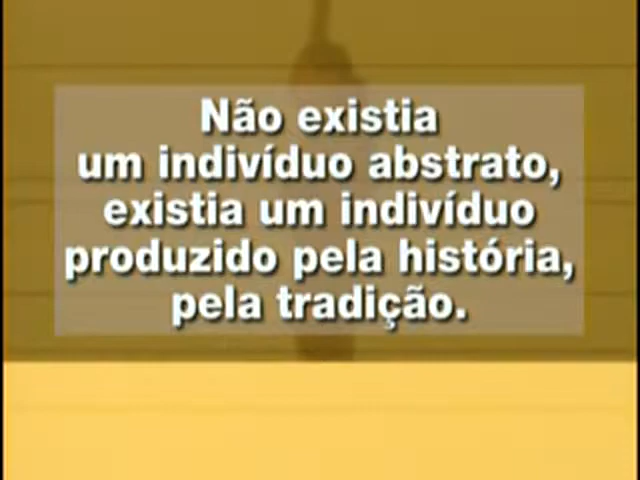 Não existia
um indivíduo abstrato,
existia um indivíduo
produzido pela história,
pela tradição.